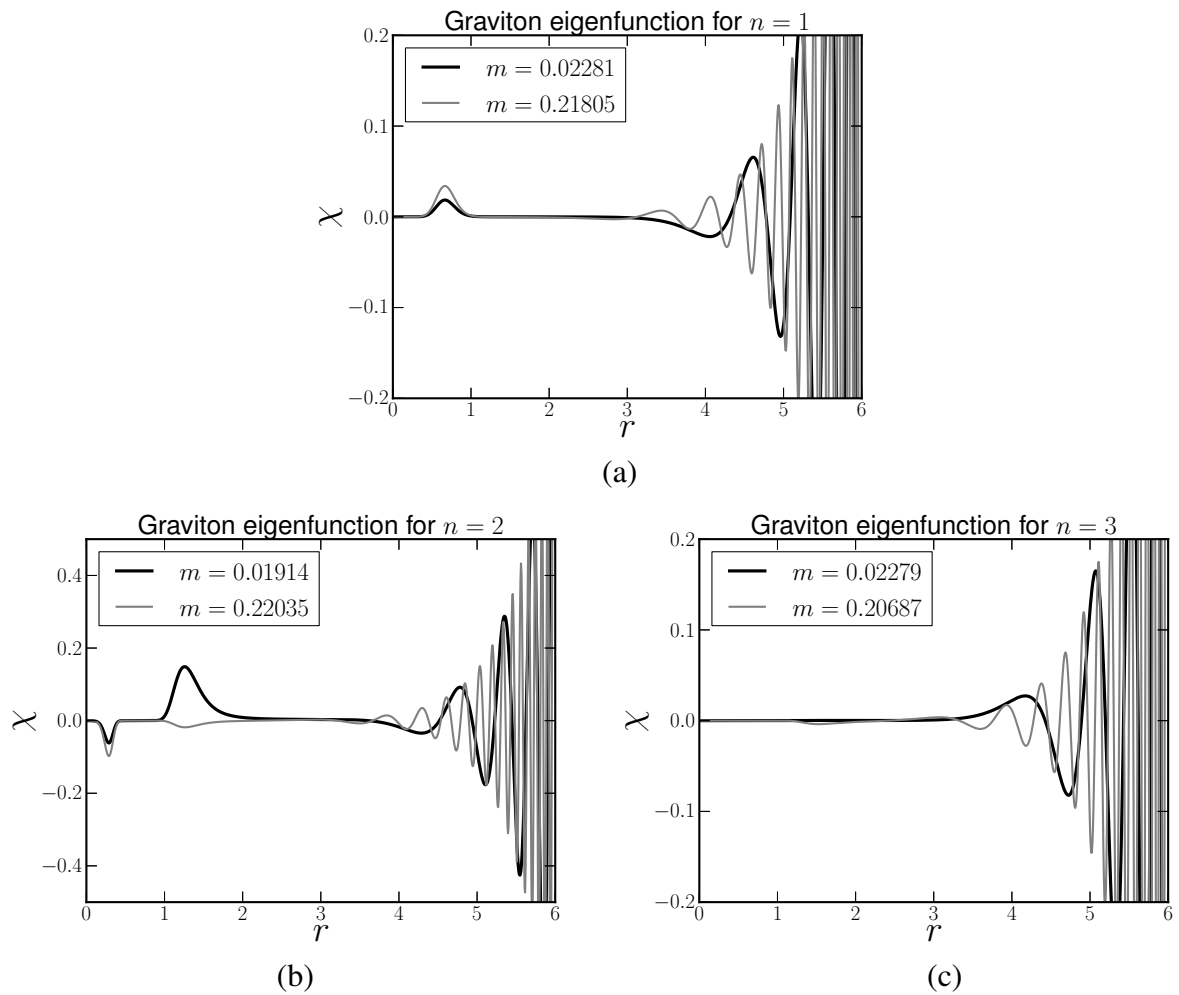 Graviton eigenfunction for n = 1
0.2
m = 0.02281
m = 0.21805
0.1
χ
0.0
−0.1
−0.2
0 1 2 3 4 5 6
r
(a)
Graviton eigenfunction for n = 2
m = 0.01914
m = 0.22035
0.4
0.2
χ
0.0
−0.2
−0.4
0 1 2 3 4 5 6
r
(b)
Graviton eigenfunction for n = 3
0.2
m = 0.02279
m = 0.20687
0.1
χ
0.0
−0.1
−0.2
0 1 2 3 4 5 6
r
(c)